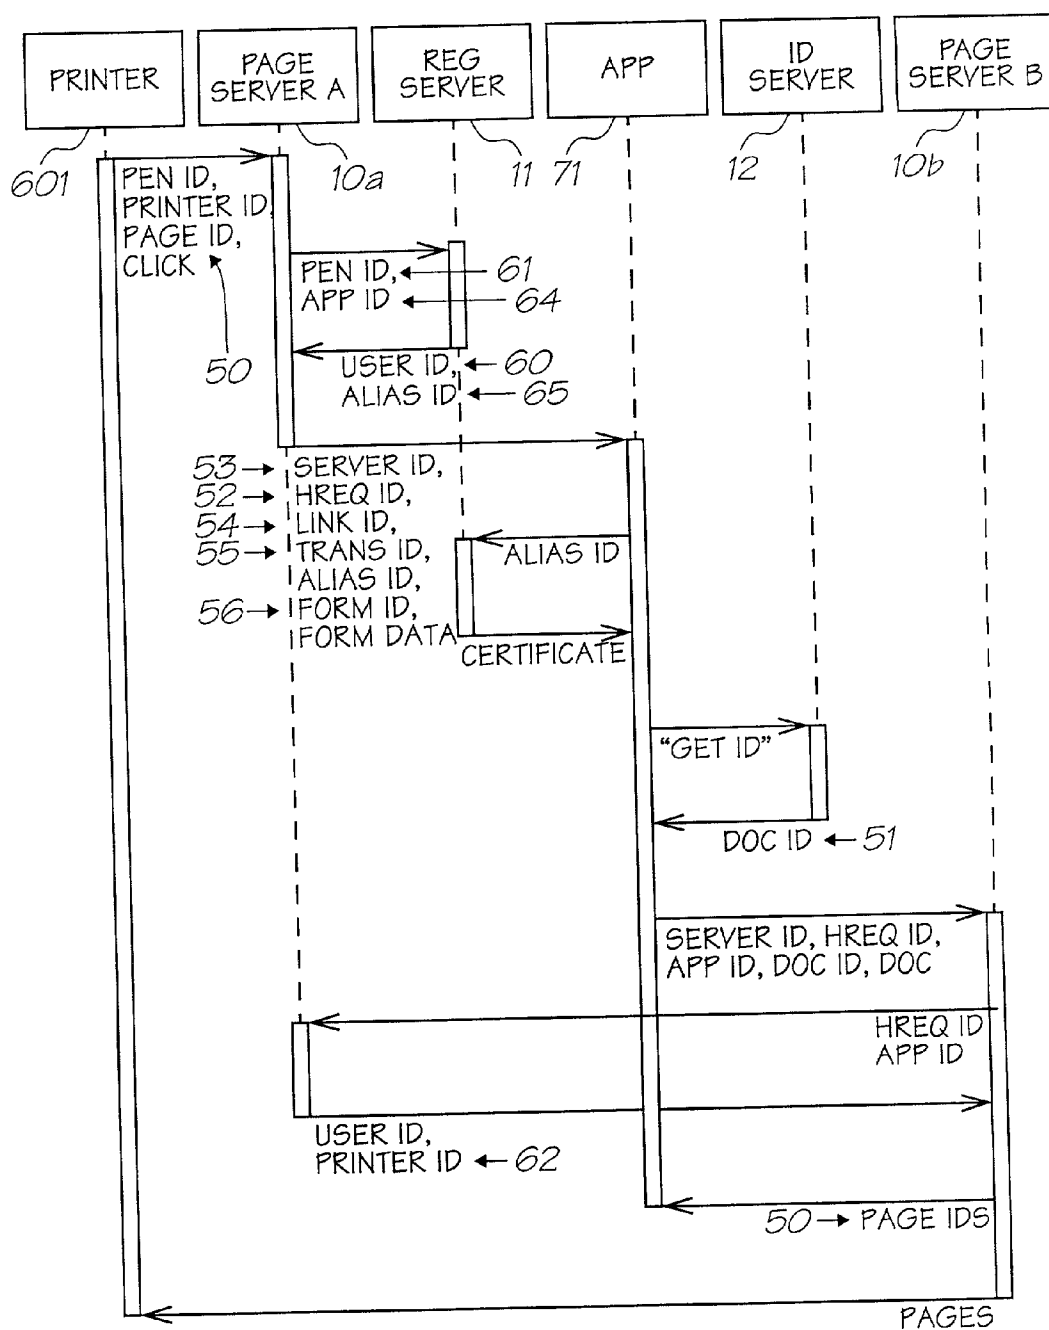 PRINTER
PAGE
SERVER A
REG
SERVER
APP
ID
SERVER
PAGE
SERVER B
601
10a
11
71
12
10b
PEN ID,
PRINTER ID,
PAGE ID,
CLICK
50
PEN ID, 61
APP ID 64
USER ID, 60
ALIAS ID 65
53 SERVER ID,
52 HREQ ID,
54 LINK ID,
55 TRANS ID,
ALIAS ID,
56 FORM ID,
FORM DATA
ALIAS ID
CERTIFICATE
“GET ID”
DOC ID 51
SERVER ID, HREQ ID,
APP ID, DOC ID, DOC
HREQ ID
APP ID
USER ID,
PRINTER ID 62
50 PAGE IDS
PAGES